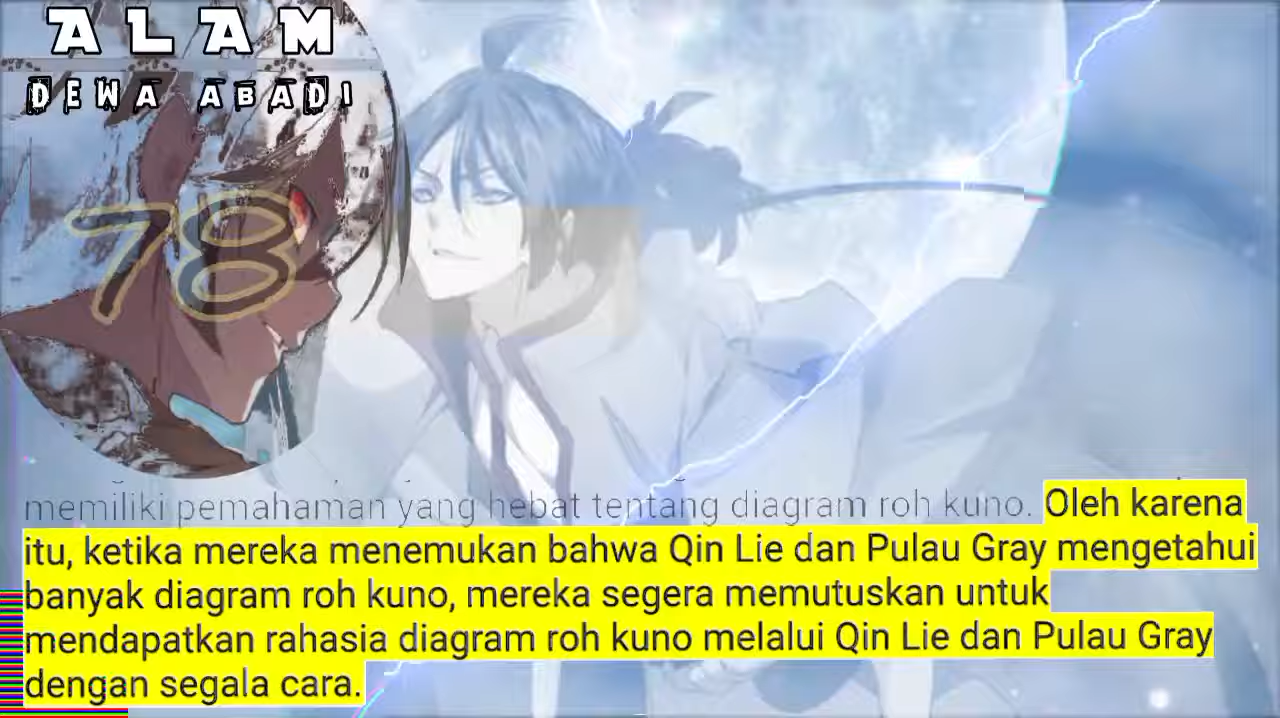 ALAM
DEWA ABADI
78
memiliki pemahaman yang hebat tentang diagram roh kuno. Oleh karena
itu, ketika mereka menemukan bahwa Qin Lie dan Pulau Gray mengetahui
banyak diagram roh kuno, mereka segera memutuskan untuk
mendapatkan rahasia diagram roh kuno melalui Qin Lie dan Pulau Gray
dengan segala cara.